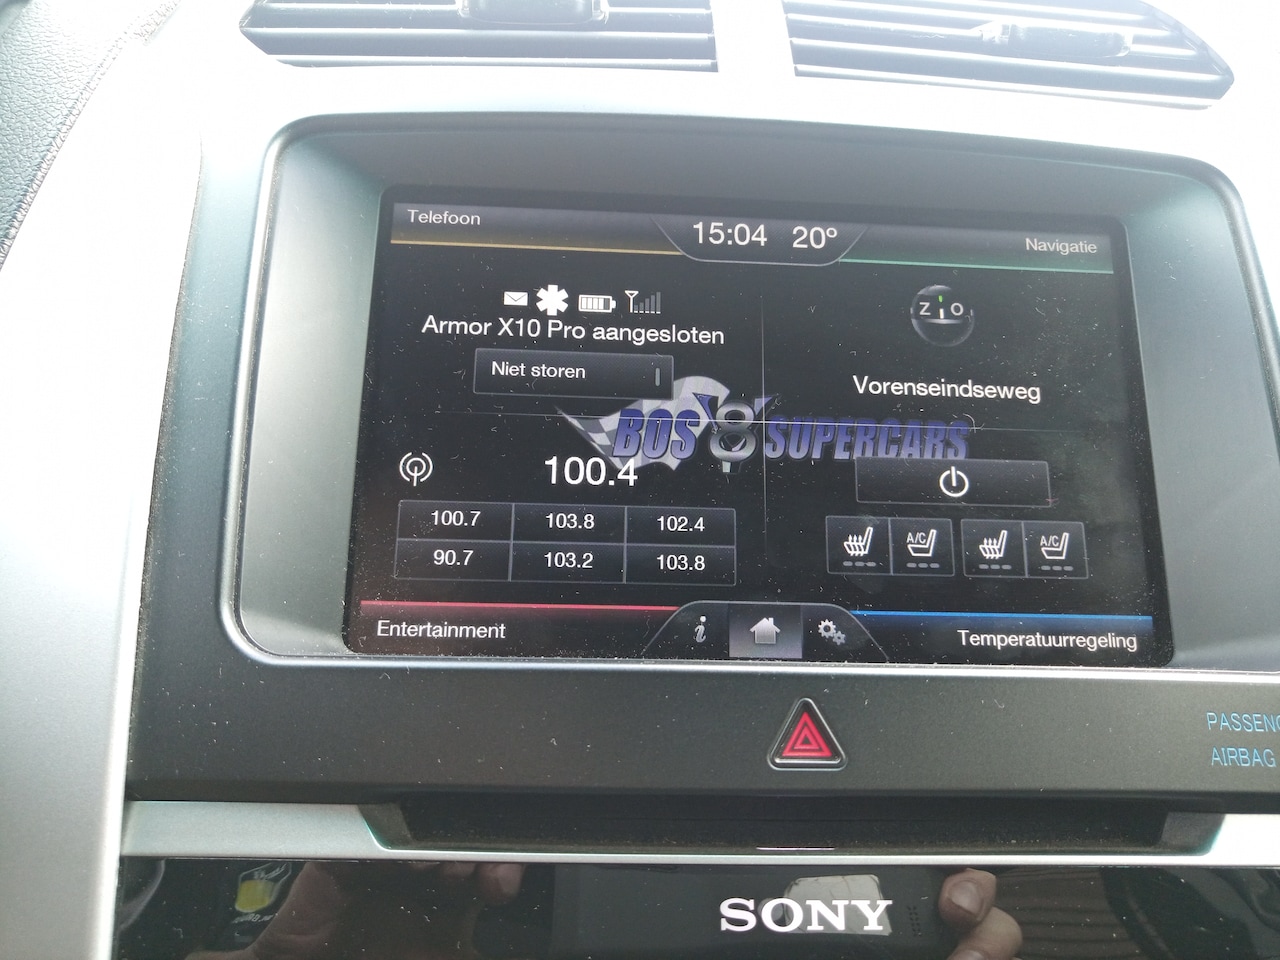 Telefoon
15:04 20°
Navigatie
Armor X10 Pro aangesloten
Niet storen
Z O
Vorenseindseweg
BOS 8 SUPERCARS
100.4
100.7 103.8 102.4
90.7 103.2 103.8
A/C A/C
Entertainment
i
Temperatuurregeling
PASSENG
AIRBAG
SONY